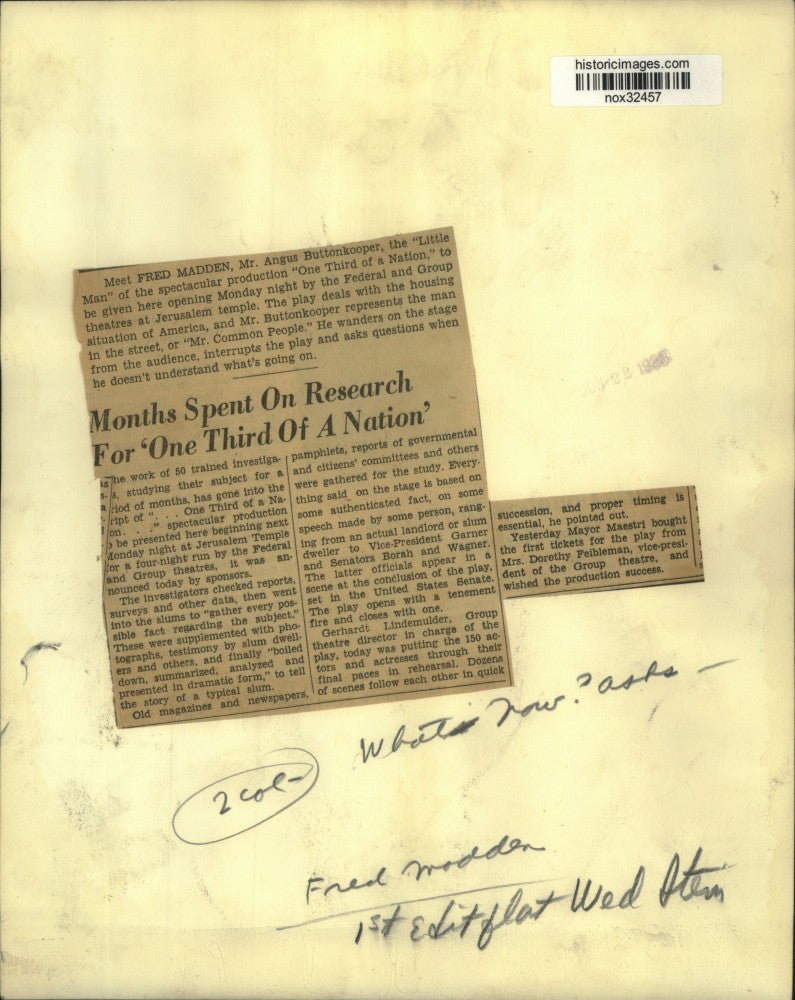 historicimages.com
nox32457
Meet FRED MADDEN, Mr. Angus Buttonkooper, the "Little
Man" of the spectacular production "One Third of a Nation," to
be given here opening Monday night by the Federal and Group
theatres at Jerusalem temple. The play deals with the housing
situation of America, and Mr. Buttonkooper represents the man
in the street, or "Mr. Common People." He wanders on the stage
from the audience, interrupts the play and asks questions when
he doesn't understand what's going on.
Months Spent On Research
For 'One Third Of A Nation'
he work of 50 trained investiga-
s, studying their subject for a
riod of months, has gone into the
ript of ". . . One Third of a Na-
on. . . ." spectacular production
o be presented here beginning next
Monday night at Jerusalem Temple
for a four-night run by the Federal
and Group theatres, it was an-
nounced today by sponsors.
The investigators checked reports,
surveys and other data, then went
into the slums to "gather every pos-
sible fact regarding the subject."
These were supplemented with pho-
tographs, testimony by slum dwell-
ers and others, and finally "boiled
down, summarized, analyzed and
presented in dramatic form," to tell
the story of a typical slum.
Old magazines and newspapers,
pamphlets, reports of governmental
and citizens' committees and others
were gathered for the study. Every-
thing said on the stage is based on
some authenticated fact, on some
speech made by some person, rang-
ing from an actual landlord or slum
dweller to Vice-President Garner
and Senators Borah and Wagner.
The latter officials appear in a
scene at the conclusion of the play,
set in the United States Senate.
The play opens with a tenement
fire and closes with one.
Gerhardt Lindemulder, Group
theatre director in charge of the
play, today was putting the 150 ac-
tors and actresses through their
final paces in rehearsal. Dozens
of scenes follow each other in quick
succession, and proper timing is
essential, he pointed out.
Yesterday Mayor Maestri bought
the first tickets for the play from
Mrs. Dorothy Feibleman, vice-presi-
dent of the Group theatre, and
wished the production success.
What now? asks —
2 col-
Fred Madden
1st Edit flat Wed Item